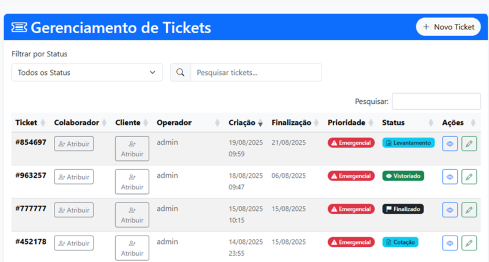 Gerenciamento de Tickets
+ Novo Ticket
Filtrar por Status
Todos os Status
Pesquisar tickets...
Pesquisar:
Ticket Colaborador Cliente Operador Criação Finalização Prioridade Status Ações
#854697 Atribuir Atribuir admin 19/08/2025 09:59 21/08/2025 Emergencial Levantamento
#963257 Atribuir Atribuir admin 18/08/2025 09:47 06/08/2025 Emergencial Vistoriado
#777777 Atribuir Atribuir admin 15/08/2025 10:15 15/08/2025 Emergencial Finalizado
#452178 Atribuir Atribuir admin 14/08/2025 23:55 15/08/2025 Emergencial Cotação